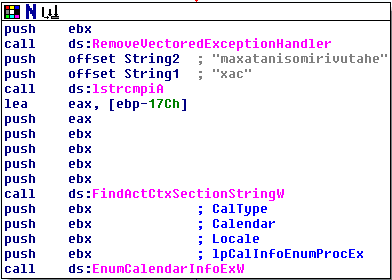 push    ebx
call    ds:RemoveVectoredExceptionHandler
push    offset String2  ; "maxatanisomirivutahe"
push    offset String1  ; "xac"
call    ds:lstrcmpiA
lea     eax, [ebp-17Ch]
push    eax
push    ebx
push    ebx
push    ebx
push    ebx
call    ds:FindActCtxSectionStringW
push    ebx             ; CalType
push    ebx             ; Calendar
push    ebx             ; Locale
push    ebx             ; lpCalInfoEnumProcEx
call    ds:EnumCalendarInfoExW